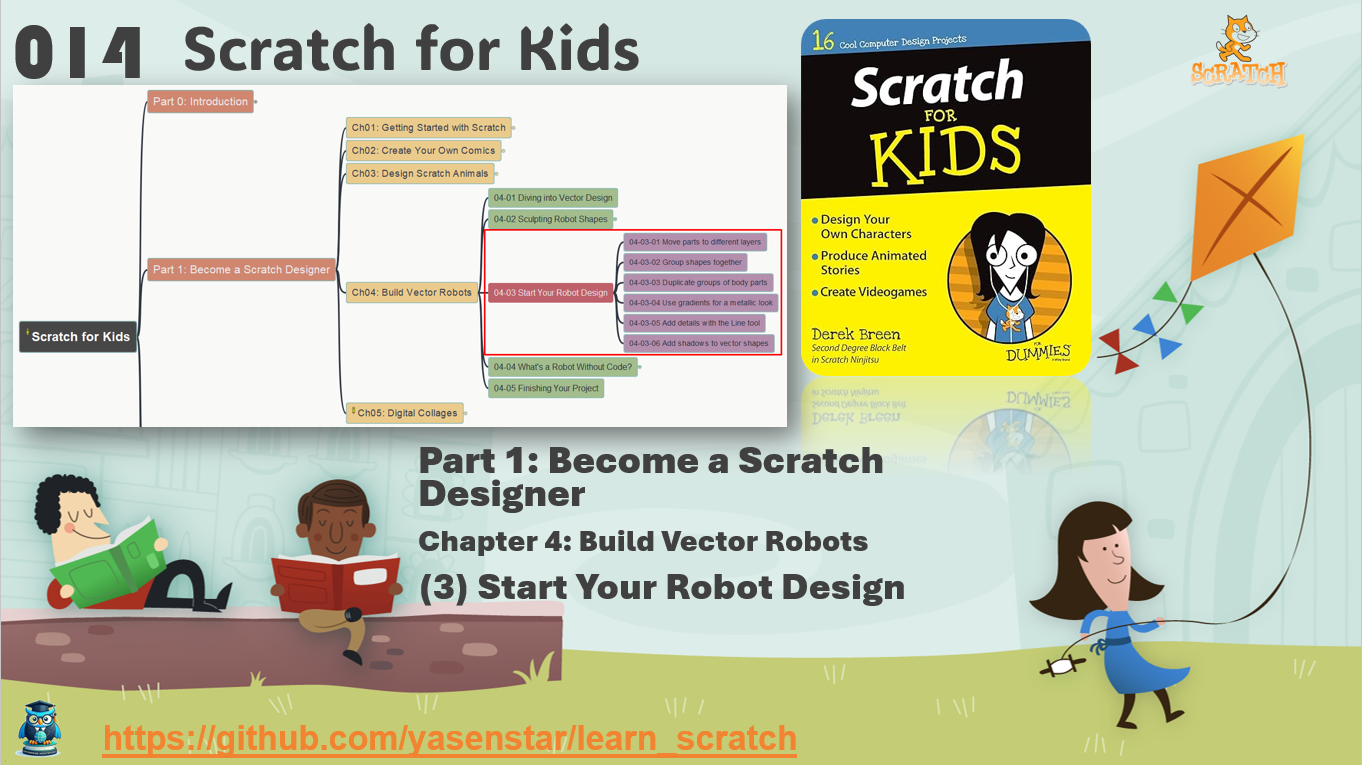 014 Scratch for Kids
Part 0: Introduction
Ch01: Getting Started with Scratch
Ch02: Create Your Own Comics
Ch03: Design Scratch Animals
04-01 Diving into Vector Design
04-02 Sculpting Robot Shapes
04-03-01 Move parts to different layers
04-03-02 Group shapes together
Part 1: Become a Scratch Designer
04-03-03 Duplicate groups of body parts
Ch04: Build Vector Robots
04-03 Start Your Robot Design
04-03-04 Use gradients for a metallic look
04-03-05 Add details with the Line tool
Scratch for Kids
04-03-06 Add shadows to vector shapes
04-04 What's a Robot Without Code?
04-05 Finishing Your Project
Ch05: Digital Collages
16 Cool Computer Design Projects
Scratch
FOR
KIDS
Design Your
Own Characters
Produce Animated
Stories
Create Videogames
Derek Breen
Second Degree Black Belt
in Scratch Ninjitsu
FOR
DUMMIES
SCRATCH
Part 1: Become a Scratch
Designer
Chapter 4: Build Vector Robots
(3) Start Your Robot Design
https://github.com/yasenstar/learn_scratch